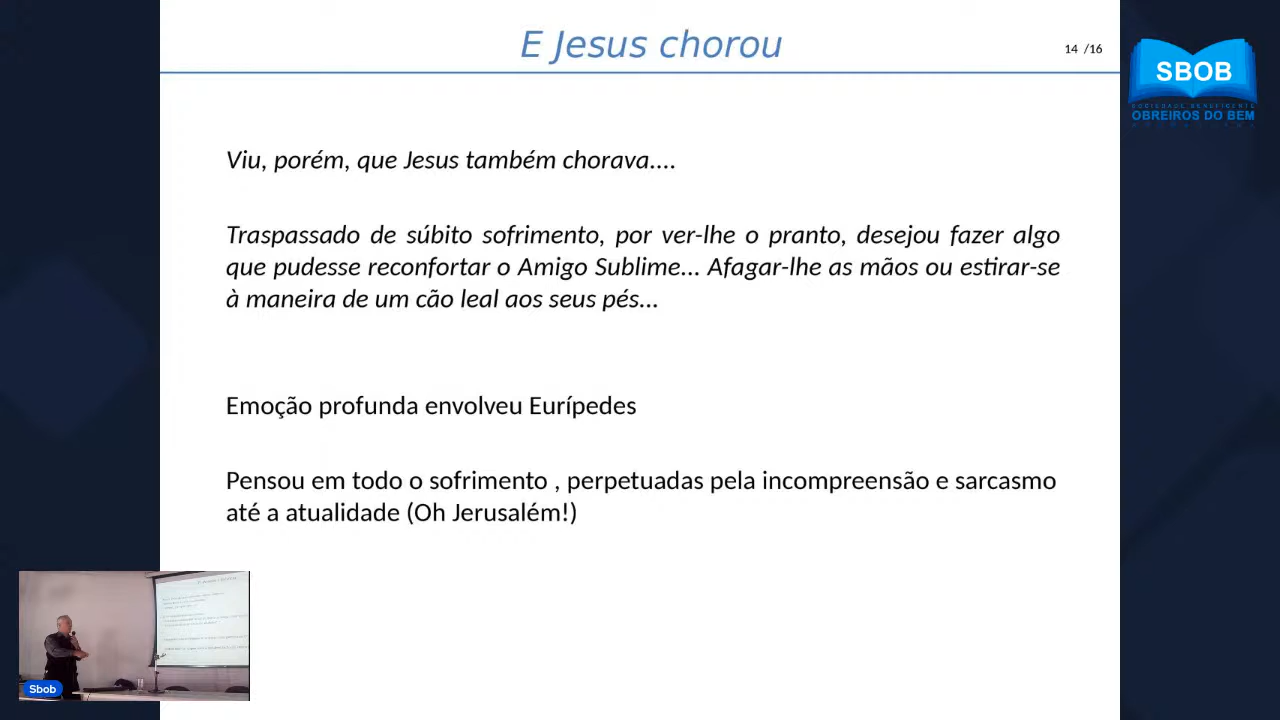 E Jesus chorou
14 /16
SBOB
SOCIEDADE BENEFICENTE
OBREIROS DO BEM
Viu, porém, que Jesus também chorava....
Traspassado de súbito sofrimento, por ver-lhe o pranto, desejou fazer algo
que pudesse reconfortar o Amigo Sublime... Afagar-lhe as mãos ou estirar-se
à maneira de um cão leal aos seus pés...
Emoção profunda envolveu Eurípedes
Pensou em todo o sofrimento , perpetuadas pela incompreensão e sarcasmo
até a atualidade (Oh Jerusalém!)
Sbob